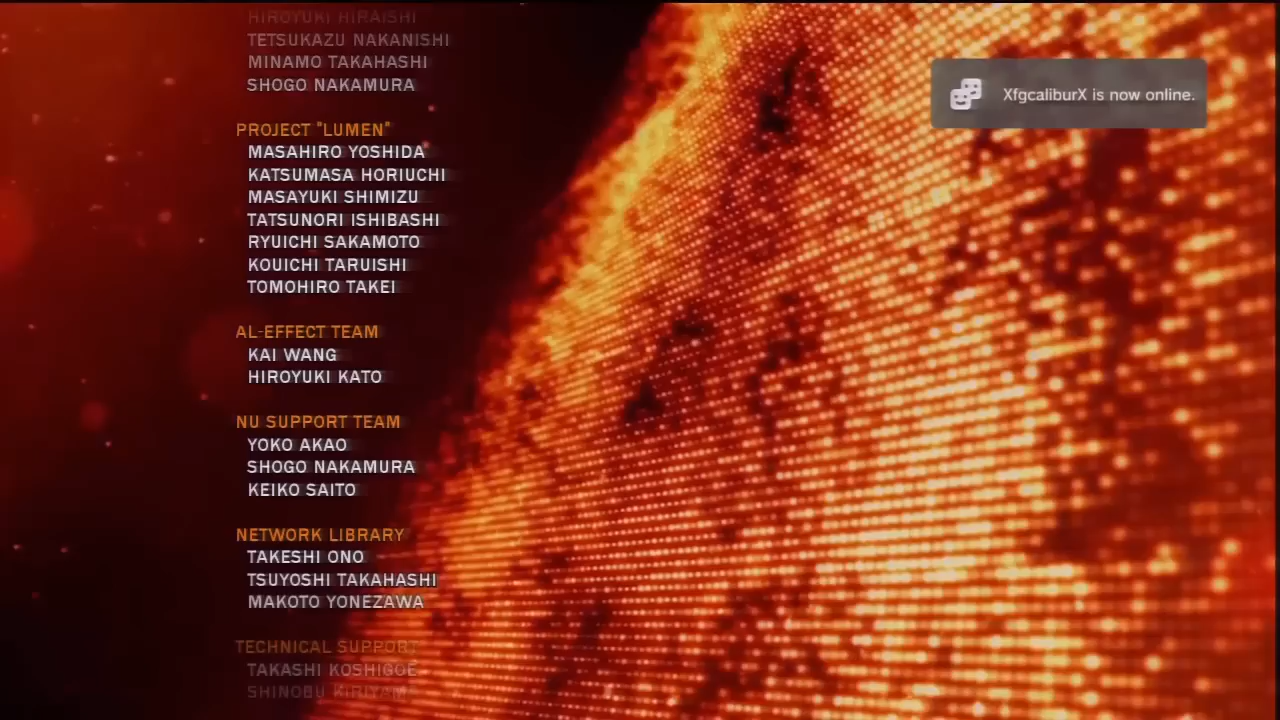 HIROYUKI HIRAISHI
TETSUKAZU NAKANISHI
MINAMO TAKAHASHI
SHOGO NAKAMURA
PROJECT "LUMEN"
MASAHIRO YOSHIDA
KATSUMASA HORIUCHI
MASAYUKI SHIMIZU
TATSUNORI ISHIBASHI
RYUICHI SAKAMOTO
KOUICHI TARUISHI
TOMOHIRO TAKEI
AL-EFFECT TEAM
KAI WANG
HIROYUKI KATO
NU SUPPORT TEAM
YOKO AKAO
SHOGO NAKAMURA
KEIKO SAITO
NETWORK LIBRARY
TAKESHI ONO
TSUYOSHI TAKAHASHI
MAKOTO YONEZAWA
TECHNICAL SUPPORT
TAKASHI KOSHIGOE
SHINOBU KIRIYAMA
XfgcaliburX is now online.